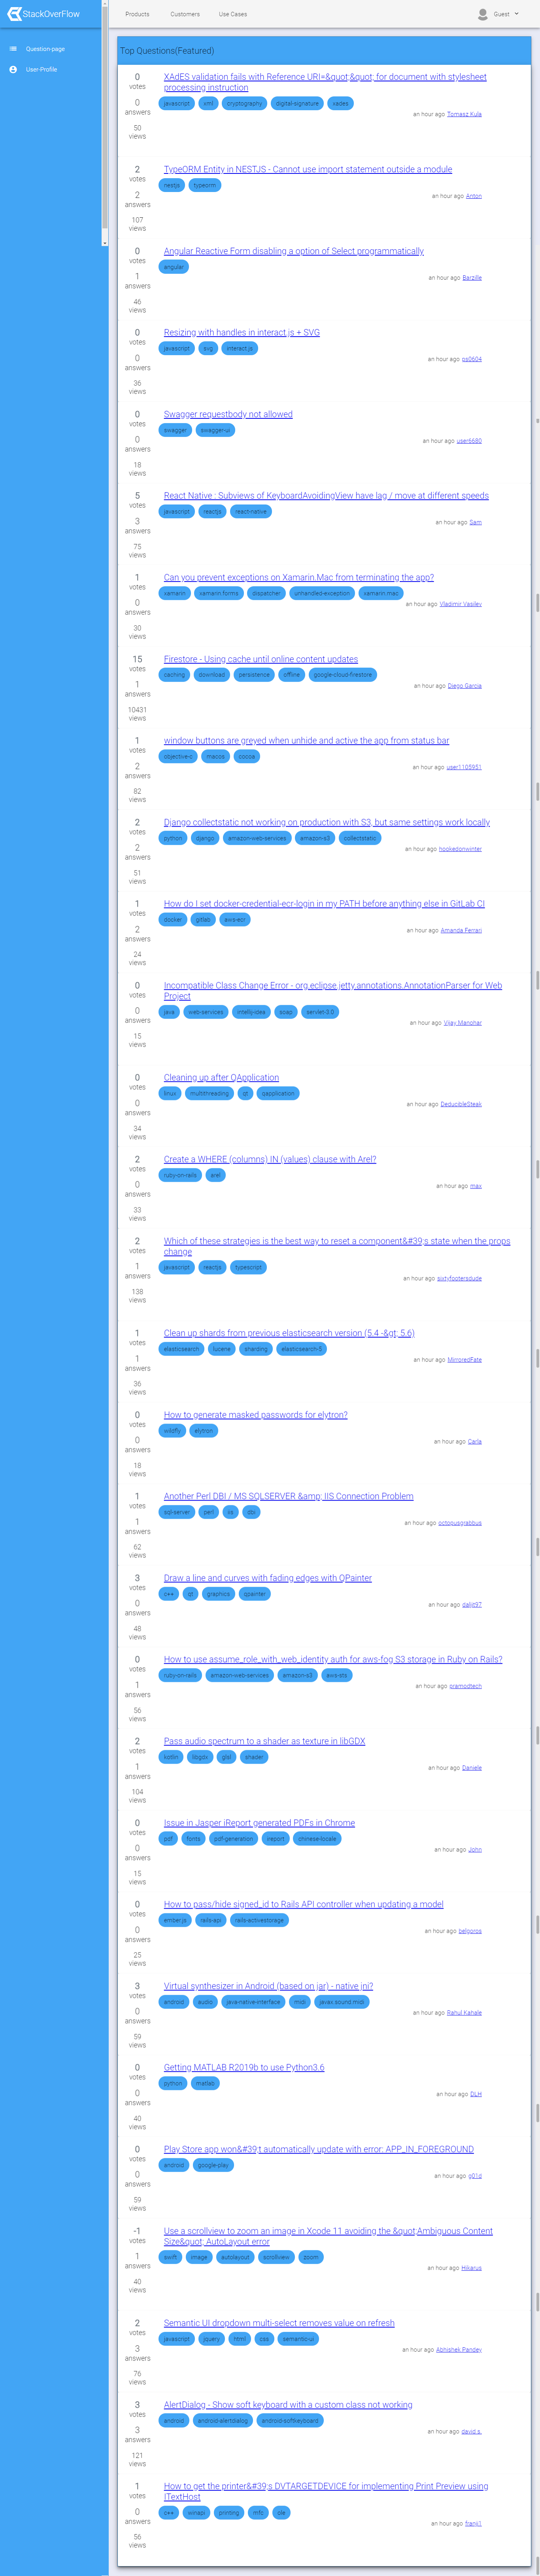 StackOverFlow
Products Customers Use Cases Guest
Question-page
User-Profile
Top Questions(Featured)
0 votes 0 answers 50 views
XAdES validation fails with Reference URI=&quot;&quot; for document with stylesheet
processing instruction
javascript xml cryptography digital-signature xades
an hour ago Tomasz Kula
2 votes 2 answers 107 views
TypeORM Entity in NESTJS - Cannot use import statement outside a module
nestjs typeorm
an hour ago Anton
0 votes 1 answers 46 views
Angular Reactive Form disabling a option of Select programmatically
angular
an hour ago Barzille
0 votes 0 answers 36 views
Resizing with handles in interact.js + SVG
javascript svg interact.js
an hour ago ps0604
0 votes 0 answers 18 views
Swagger requestbody not allowed
swagger swagger-ui
an hour ago user6680
5 votes 3 answers 75 views
React Native : Subviews of KeyboardAvoidingView have lag / move at different speeds
javascript reactjs react-native
an hour ago Sam
1 votes 0 answers 30 views
Can you prevent exceptions on Xamarin.Mac from terminating the app?
xamarin xamarin.forms dispatcher unhandled-exception xamarin.mac
an hour ago Vladimir Vasilev
15 votes 1 answers 10431 views
Firestore - Using cache until online content updates
caching download persistence offline google-cloud-firestore
an hour ago Diego Garcia
1 votes 2 answers 82 views
window buttons are greyed when unhide and active the app from status bar
objective-c macos cocoa
an hour ago user1105951
2 votes 2 answers 51 views
Django collectstatic not working on production with S3, but same settings work locally
python django amazon-web-services amazon-s3 collectstatic
an hour ago hookedonwinter
1 votes 2 answers 24 views
How do I set docker-credential-ecr-login in my PATH before anything else in GitLab CI
docker gitlab aws-ecr
an hour ago Amanda Ferrari
0 votes 0 answers 15 views
Incompatible Class Change Error - org.eclipse.jetty.annotations.AnnotationParser for Web
Project
java web-services intellij-idea soap servlet-3.0
an hour ago Vijay Manohar
0 votes 0 answers 34 views
Cleaning up after QApplication
linux multithreading qt qapplication
an hour ago DeducibleSteak
2 votes 0 answers 33 views
Create a WHERE (columns) IN (values) clause with Arel?
ruby-on-rails arel
an hour ago max
2 votes 1 answers 138 views
Which of these strategies is the best way to reset a component&#39;s state when the props
change
javascript reactjs typescript
an hour ago sixtyfootersdude
1 votes 1 answers 36 views
Clean up shards from previous elasticsearch version (5.4 -&gt; 5.6)
elasticsearch lucene sharding elasticsearch-5
an hour ago MirroredFate
0 votes 0 answers 18 views
How to generate masked passwords for elytron?
wildfly elytron
an hour ago Carla
1 votes 1 answers 62 views
Another Perl DBI / MS SQLSERVER &amp; IIS Connection Problem
sql-server perl iis dbi
an hour ago octopusgrabbus
3 votes 0 answers 48 views
Draw a line and curves with fading edges with QPainter
c++ qt graphics qpainter
an hour ago daljit97
0 votes 1 answers 56 views
How to use assume_role_with_web_identity auth for aws-fog S3 storage in Ruby on Rails?
ruby-on-rails amazon-web-services amazon-s3 aws-sts
an hour ago pramodtech
2 votes 1 answers 104 views
Pass audio spectrum to a shader as texture in libGDX
kotlin libgdx glsl shader
an hour ago Daniele
0 votes 0 answers 15 views
Issue in Jasper iReport generated PDFs in Chrome
pdf fonts pdf-generation ireport chinese-locale
an hour ago John
0 votes 0 answers 25 views
How to pass/hide signed_id to Rails API controller when updating a model
ember.js rails-api rails-activestorage
an hour ago belgoros
3 votes 0 answers 59 views
Virtual synthesizer in Android (based on jar) - native jni?
android audio java-native-interface midi javax.sound.midi
an hour ago Rahul Kahale
0 votes 0 answers 40 views
Getting MATLAB R2019b to use Python3.6
python matlab
an hour ago DLH
0 votes 0 answers 59 views
Play Store app won&#39;t automatically update with error: APP_IN_FOREGROUND
android google-play
an hour ago g01d
-1 votes 1 answers 40 views
Use a scrollview to zoom an image in Xcode 11 avoiding the &quot;Ambiguous Content
Size&quot; AutoLayout error
swift image autolayout scrollview zoom
an hour ago Hikarus
2 votes 3 answers 76 views
Semantic UI dropdown multi-select removes value on refresh
javascript jquery html css semantic-ui
an hour ago Abhishek Pandey
3 votes 3 answers 121 views
AlertDialog - Show soft keyboard with a custom class not working
android android-alertdialog android-softkeyboard
an hour ago david s.
1 votes 0 answers 56 views
How to get the printer&#39;s DVTARGETDEVICE for implementing Print Preview using
ITextHost
c++ winapi printing mfc ole
an hour ago franji1